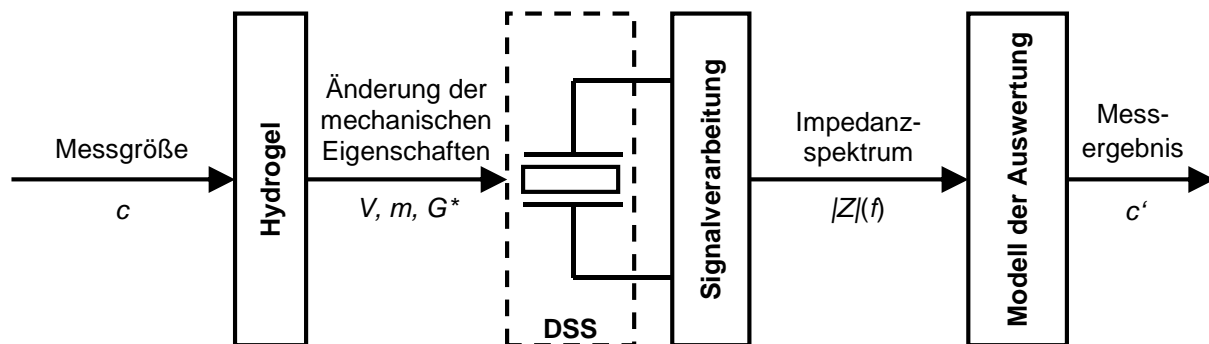 Messgröße
c
Hydrogel
Änderung der
mechanischen
Eigenschaften
V, m, G*
DSS
Signalverarbeitung
Impedanz-
spektrum
|Z|(f)
Modell der Auswertung
Mess-
ergebnis
c‘